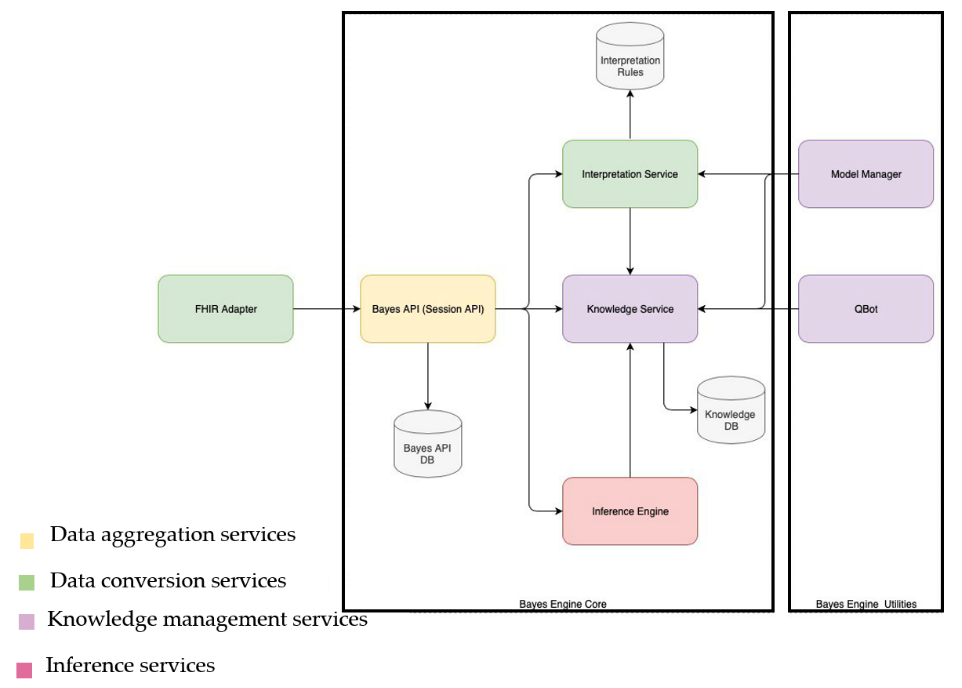 Interpretation
Rules
Interpretation Service
Model Manager
FHIR Adapter
Bayes API (Session API)
Knowledge Service
QBot
Knowledge
DB
Bayes API
DB
Inference Engine
Data aggregation services
Data conversion services
Bayes Engine Core
Bayes Engine Utilities
Knowledge management services
Inference services